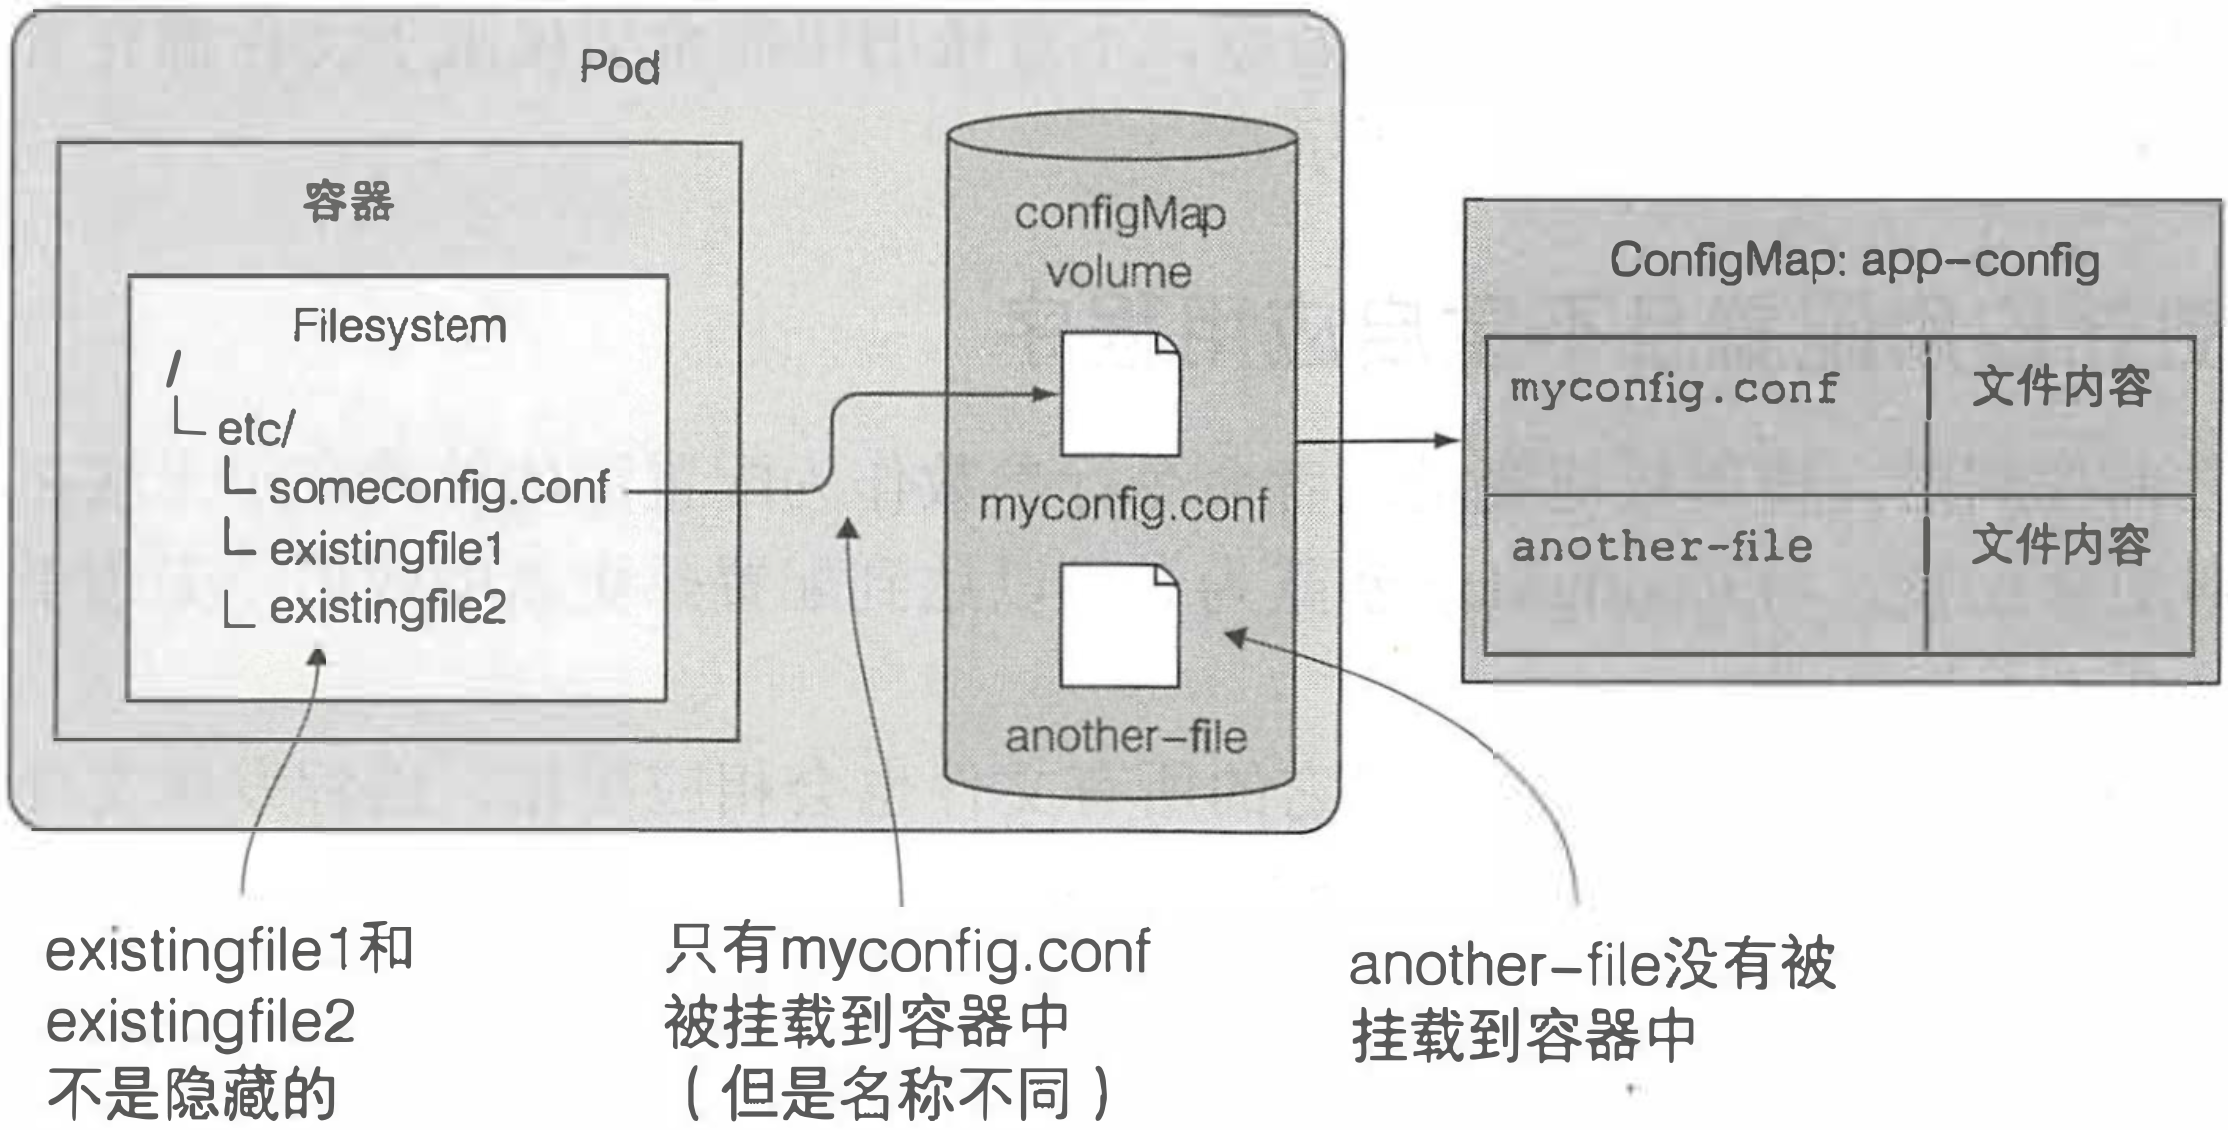 Pod
容器
Filesystem
/
etc/
someconfig.conf
existingfile1
existingfile2
configMap
volume
myconfig.conf
another-file
ConfigMap: app-config
myconfig.conf
文件内容
another-file
文件内容
existingfile1和
existingfile2
不是隐藏的
只有myconfig.conf
被挂载到容器中
（但是名称不同）
another-file没有被
挂载到容器中